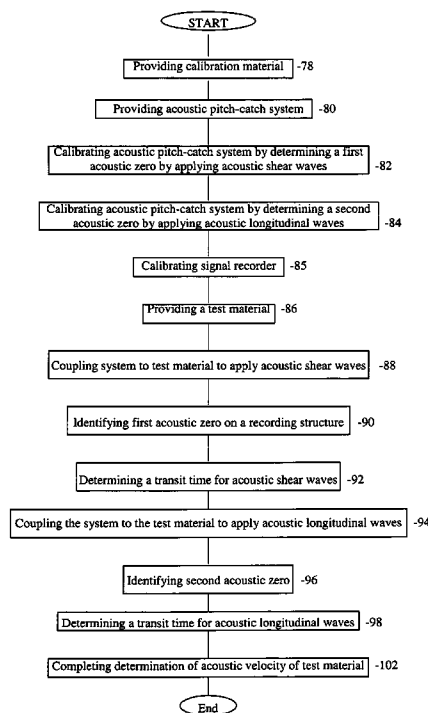 START
Providing calibration material -78
Providing acoustic pitch-catch system -80
Calibrating acoustic pitch-catch system by determining a first
acoustic zero by applying acoustic shear waves -82
Calibrating acoustic pitch-catch system by determining a second
acoustic zero by applying acoustic longitudinal waves -84
Calibrating signal recorder -85
Providing a test material -86
Coupling system to test material to apply acoustic shear waves -88
Identifying first acoustic zero on a recording structure -90
Determining a transit time for acoustic shear waves -92
Coupling the system to the test material to apply acoustic longitudinal waves -94
Identifying second acoustic zero -96
Determining a transit time for acoustic longitudinal waves -98
Completing determination of acoustic velocity of test material -102
End